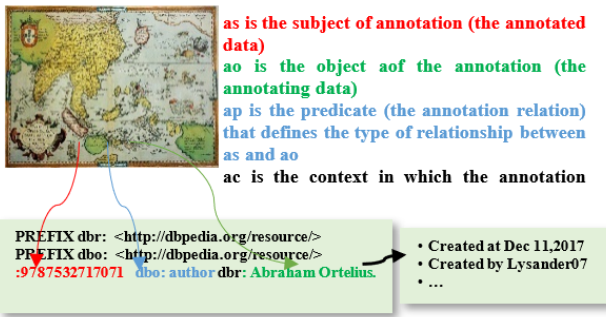 as is the subject of annotation (the annotated
data)
ao is the object aof the annotation (the
annotating data)
ap is the predicate (the annotation relation)
that defines the type of relationship between
as and ao
ac is the context in which the annotation
PREFIX dbr: <http://dbpedia.org/resource/>
PREFIX dbo: <http://dbpedia.org/resource/>
:9787532717071 dbo: author dbr: Abraham Ortelius.
• Created at Dec 11,2017
• Created by Lysander07
• ...